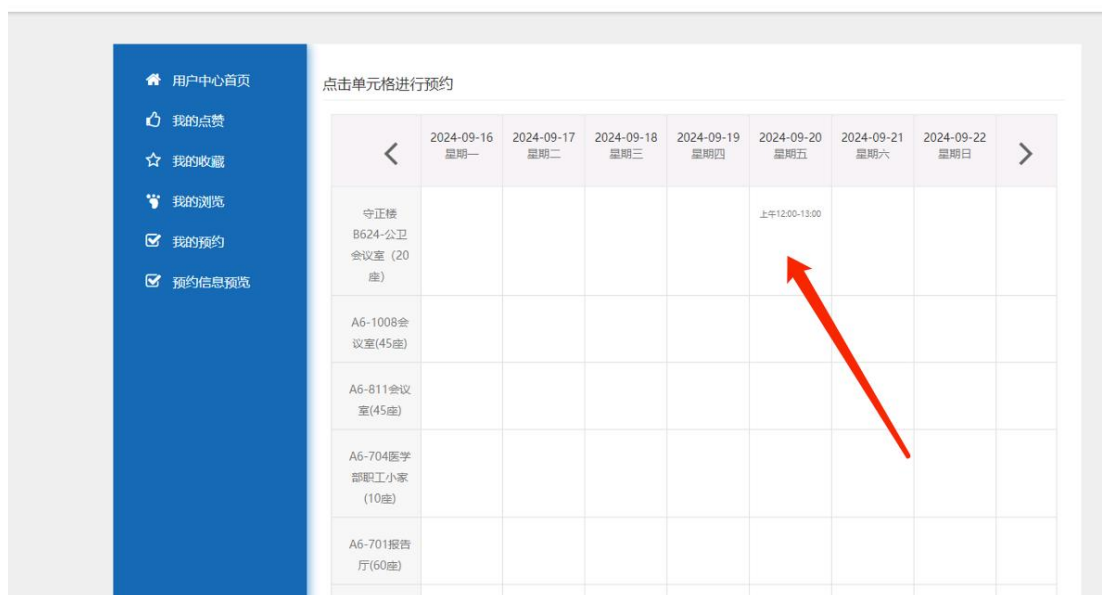 用户中心首页
我的点赞
我的收藏
我的浏览
我的预约
预约信息预览
点击单元格进行预约
2024-09-16 2024-09-17 2024-09-18 2024-09-19 2024-09-20 2024-09-21 2024-09-22
星期一 星期二 星期三 星期四 星期五 星期六 星期日
守正楼
B624-公卫
会议室（20
座）
上午12:00-13:00
A6-1008会
议室(45座)
A6-811会议
室(45座)
A6-704医学
部职工小家
(10座)
A6-701报告
厅(60座)